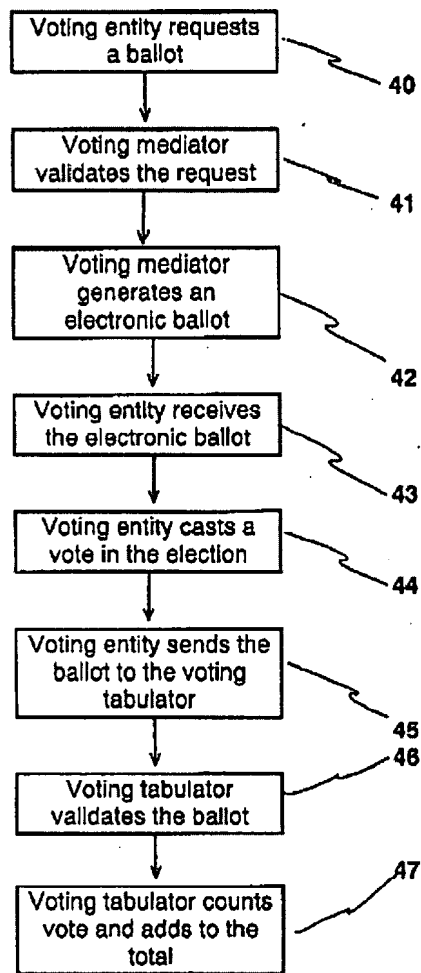 Voting entity requests
a ballot
40
Voting mediator
validates the request
41
Voting mediator
generates an
electronic ballot
42
Voting entity receives
the electronic ballot
43
Voting entity casts a
vote in the election
44
Voting entity sends the
ballot to the voting
tabulator
45
46
Voting tabulator
validates the ballot
47
Voting tabulator counts
vote and adds to the
total